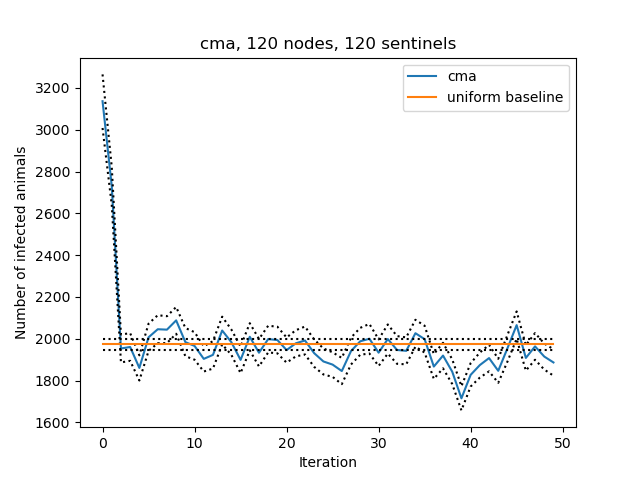 cma, 120 nodes, 120 sentinels
cma
uniform baseline
Number of infected animals
3200
3000
2800
2600
2400
2200
2000
1800
1600
0 10 20 30 40 50
Iteration